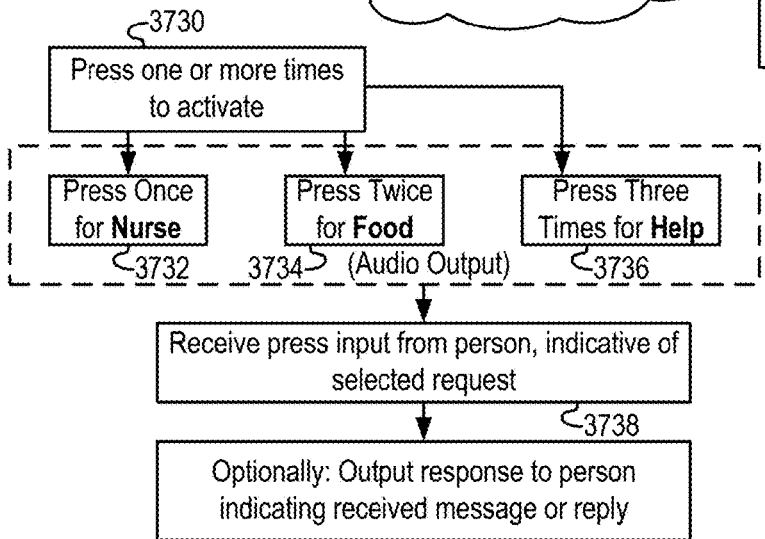 3730
Press one or more times
to activate
Press Once
for Nurse
3732
Press Twice
for Food
3734
(Audio Output)
Press Three
Times for Help
3736
Receive press input from person, indicative of
selected request
3738
Optionally: Output response to person
indicating received message or reply